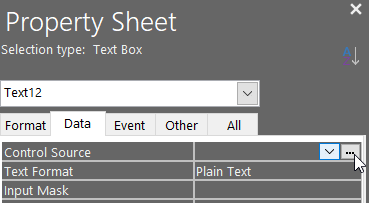 Property Sheet
Selection type: Text Box
Text12
Format Data Event Other All
Control Source
Text Format Plain Text
Input Mask